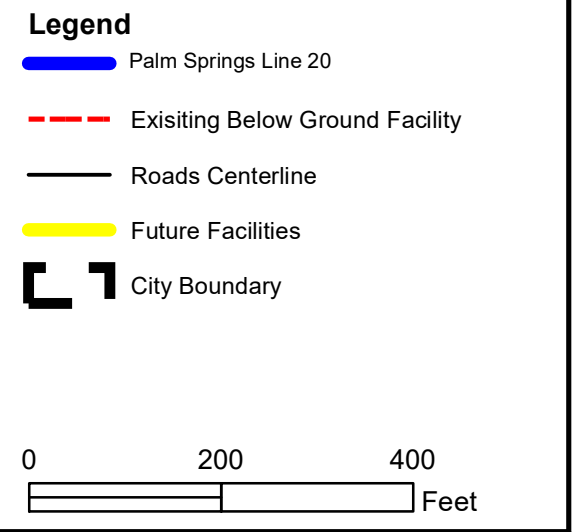 Legend
Palm Springs Line 20
Exisiting Below Ground Facility
Roads Centerline
Future Facilities
City Boundary
0 200 400
Feet